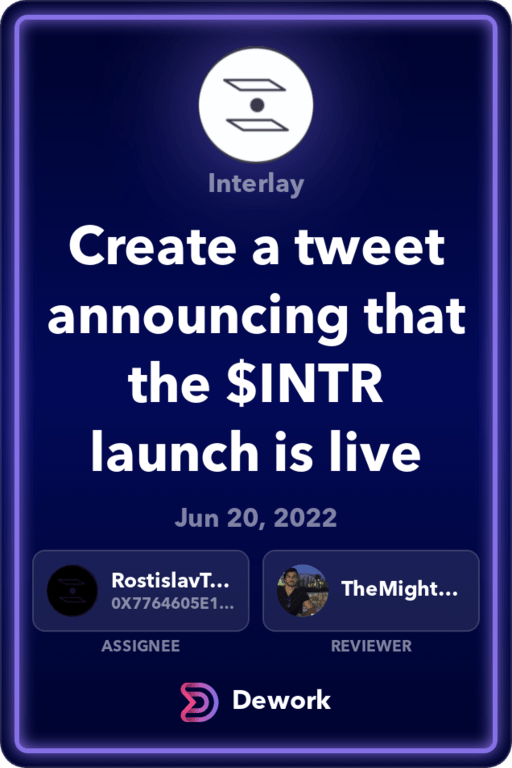 Interlay
Create a tweet
announcing that
the $INTR
launch is live
Jun 20, 2022
RostislavT...
0X7764605E1...
TheMight...
ASSIGNEE
REVIEWER
Dework